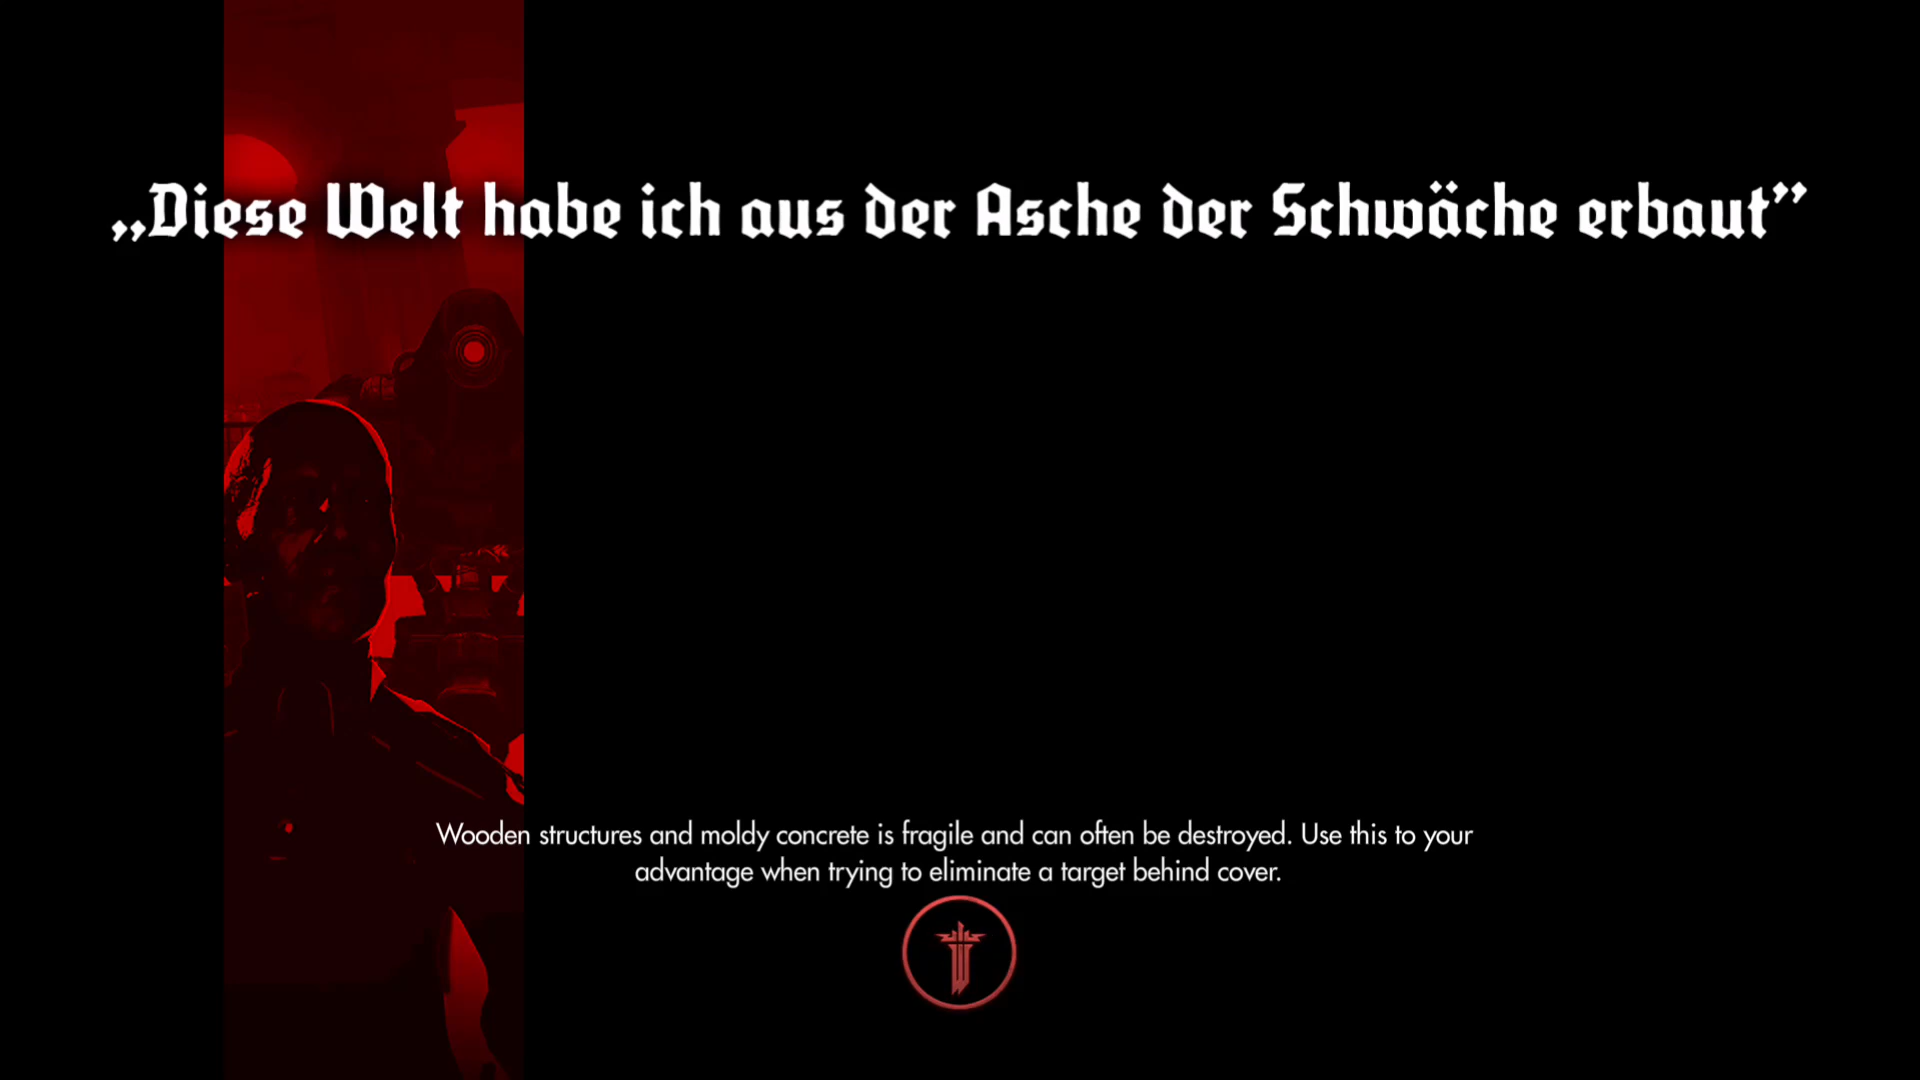 „Diese Welt habe ich aus der Asche der Schwäche erbaut”
Wooden structures and moldy concrete is fragile and can often be destroyed. Use this to your
advantage when trying to eliminate a target behind cover.